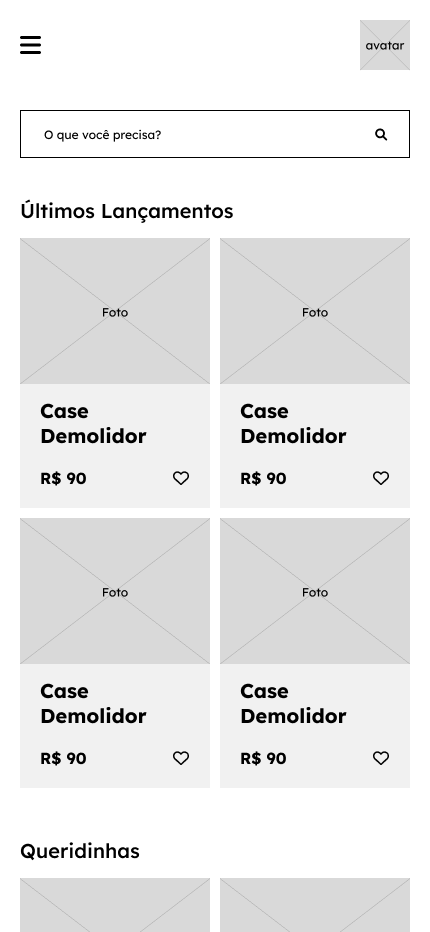 avatar
O que você precisa?
Últimos Lançamentos
Foto
Foto
Case
Demolidor
R$ 90
Case
Demolidor
R$ 90
Foto
Foto
Case
Demolidor
R$ 90
Case
Demolidor
R$ 90
Queridinhas